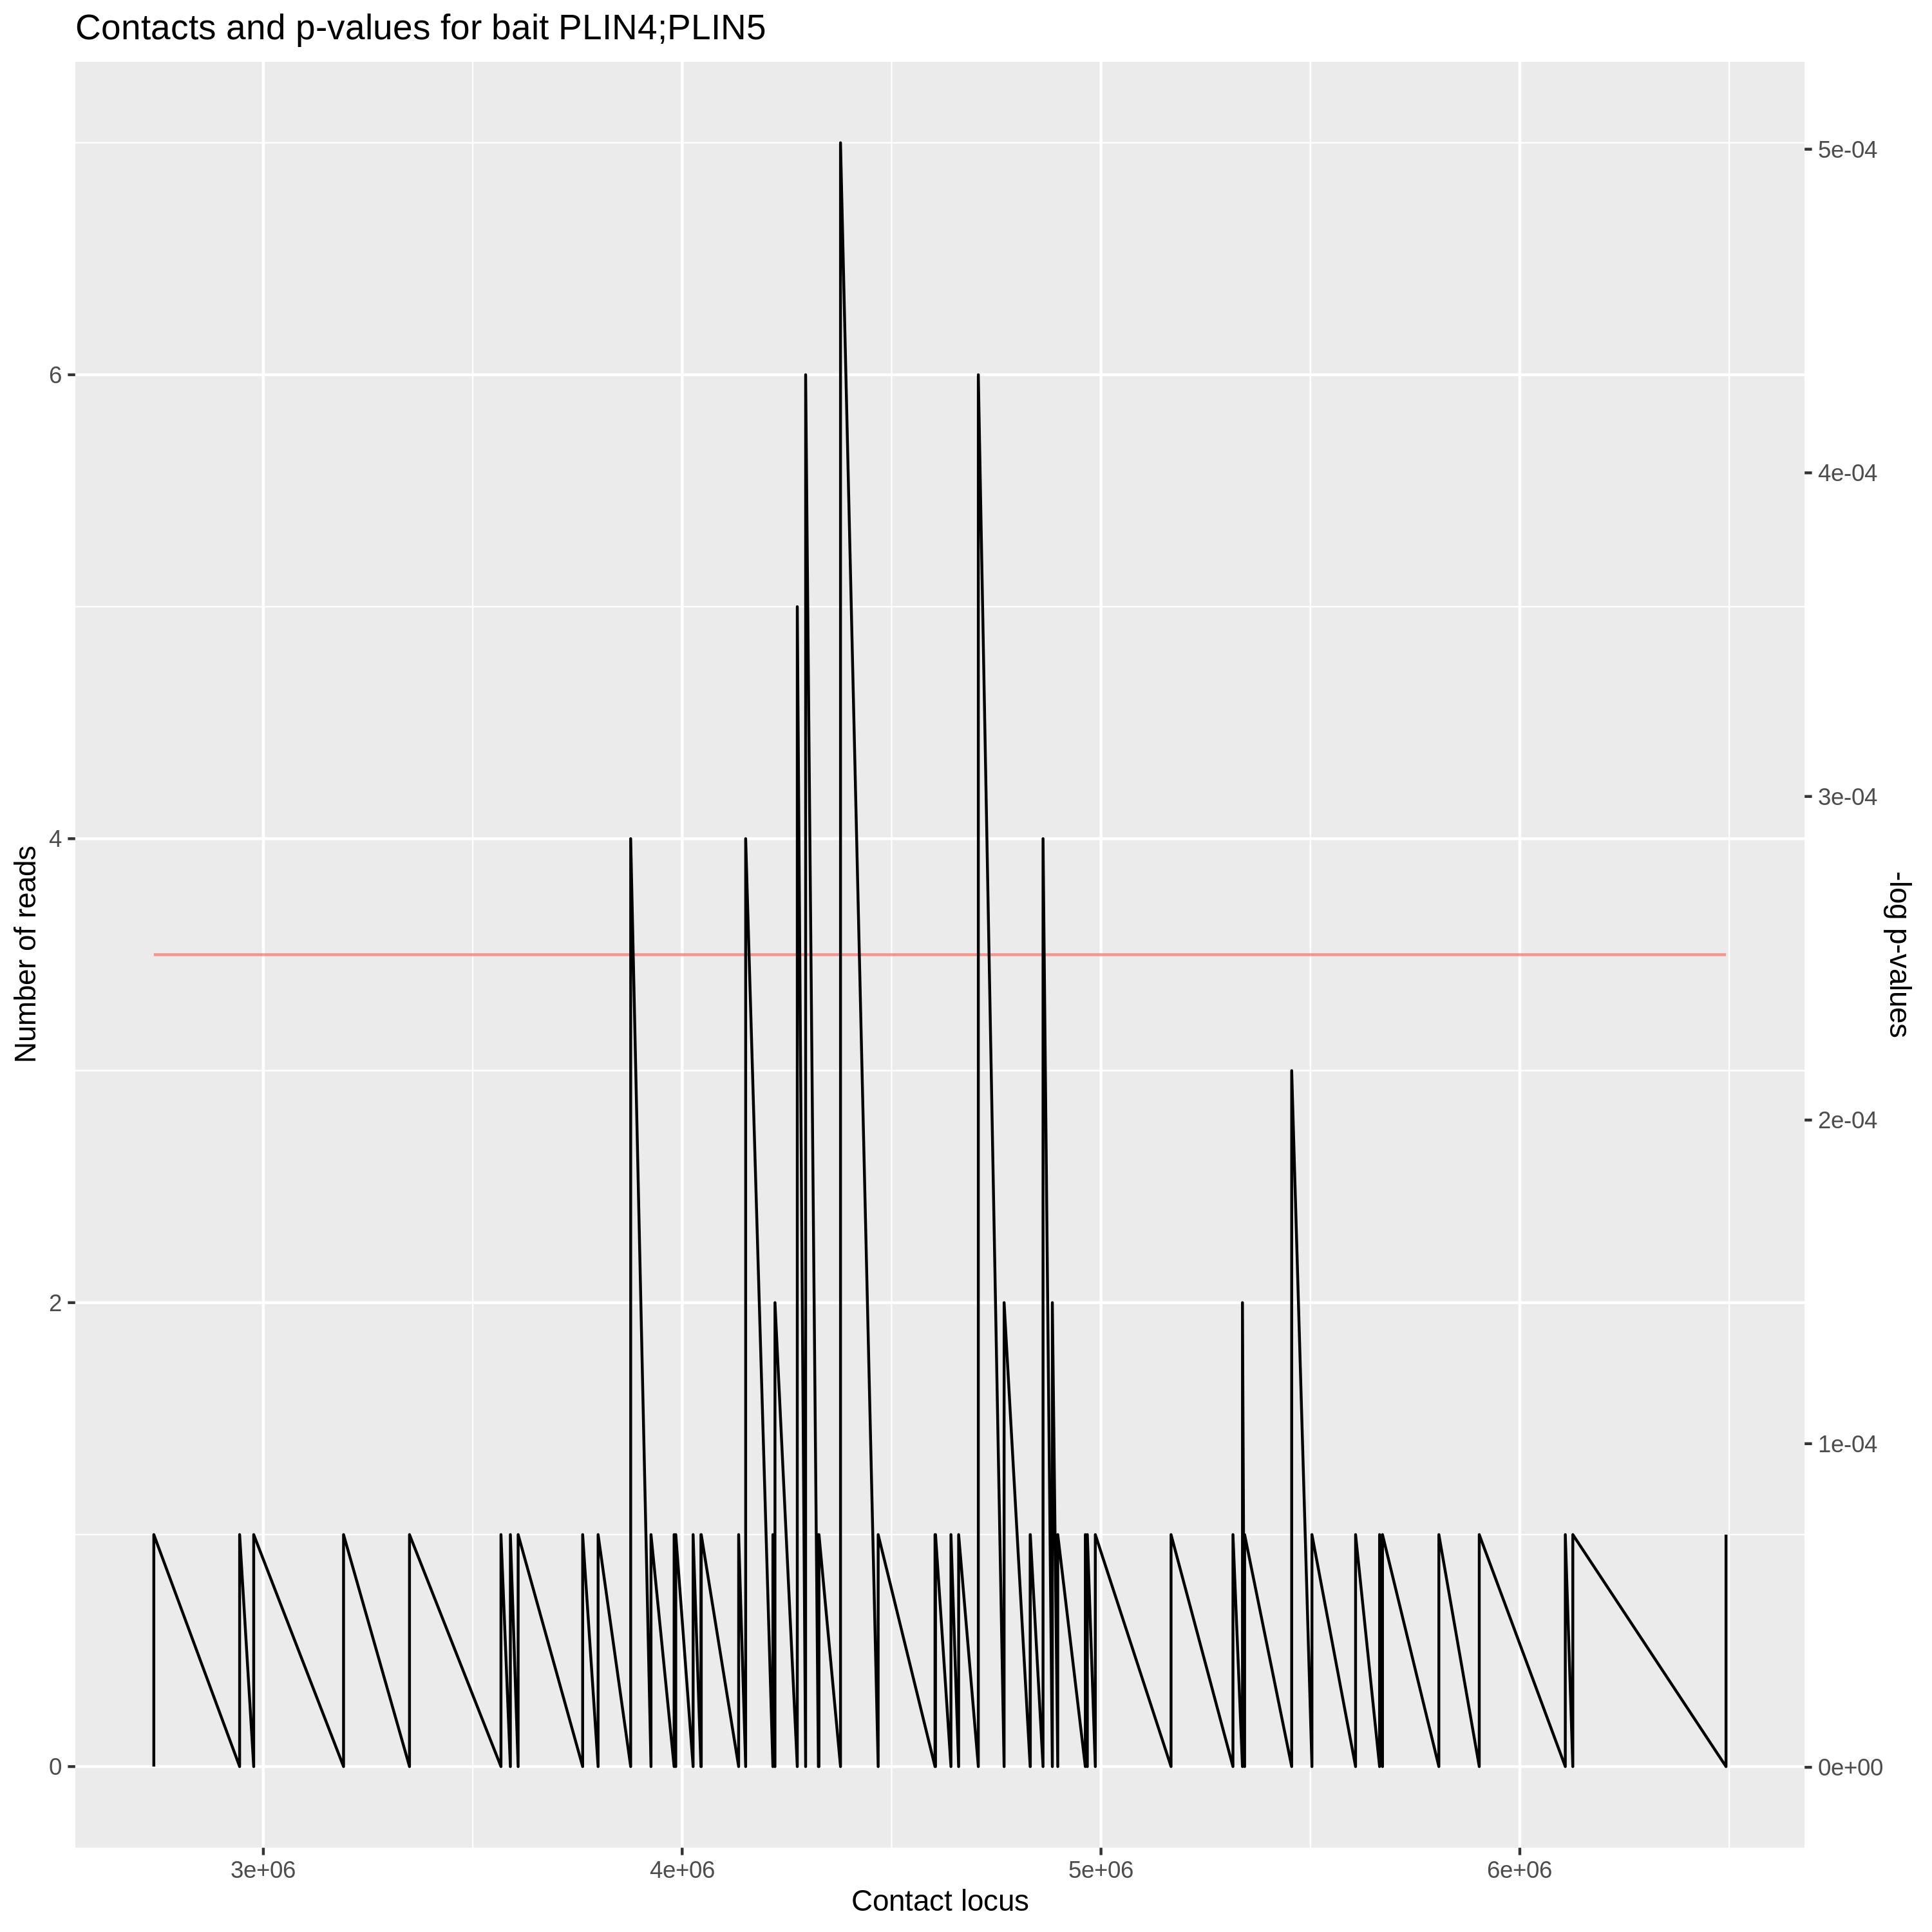 Contacts and p-values for bait PLIN4;PLIN5
Number of reads
6
4
2
0
5e-04
4e-04
3e-04
2e-04
1e-04
0e+00
-log p-values
3e+06 4e+06 5e+06 6e+06
Contact locus